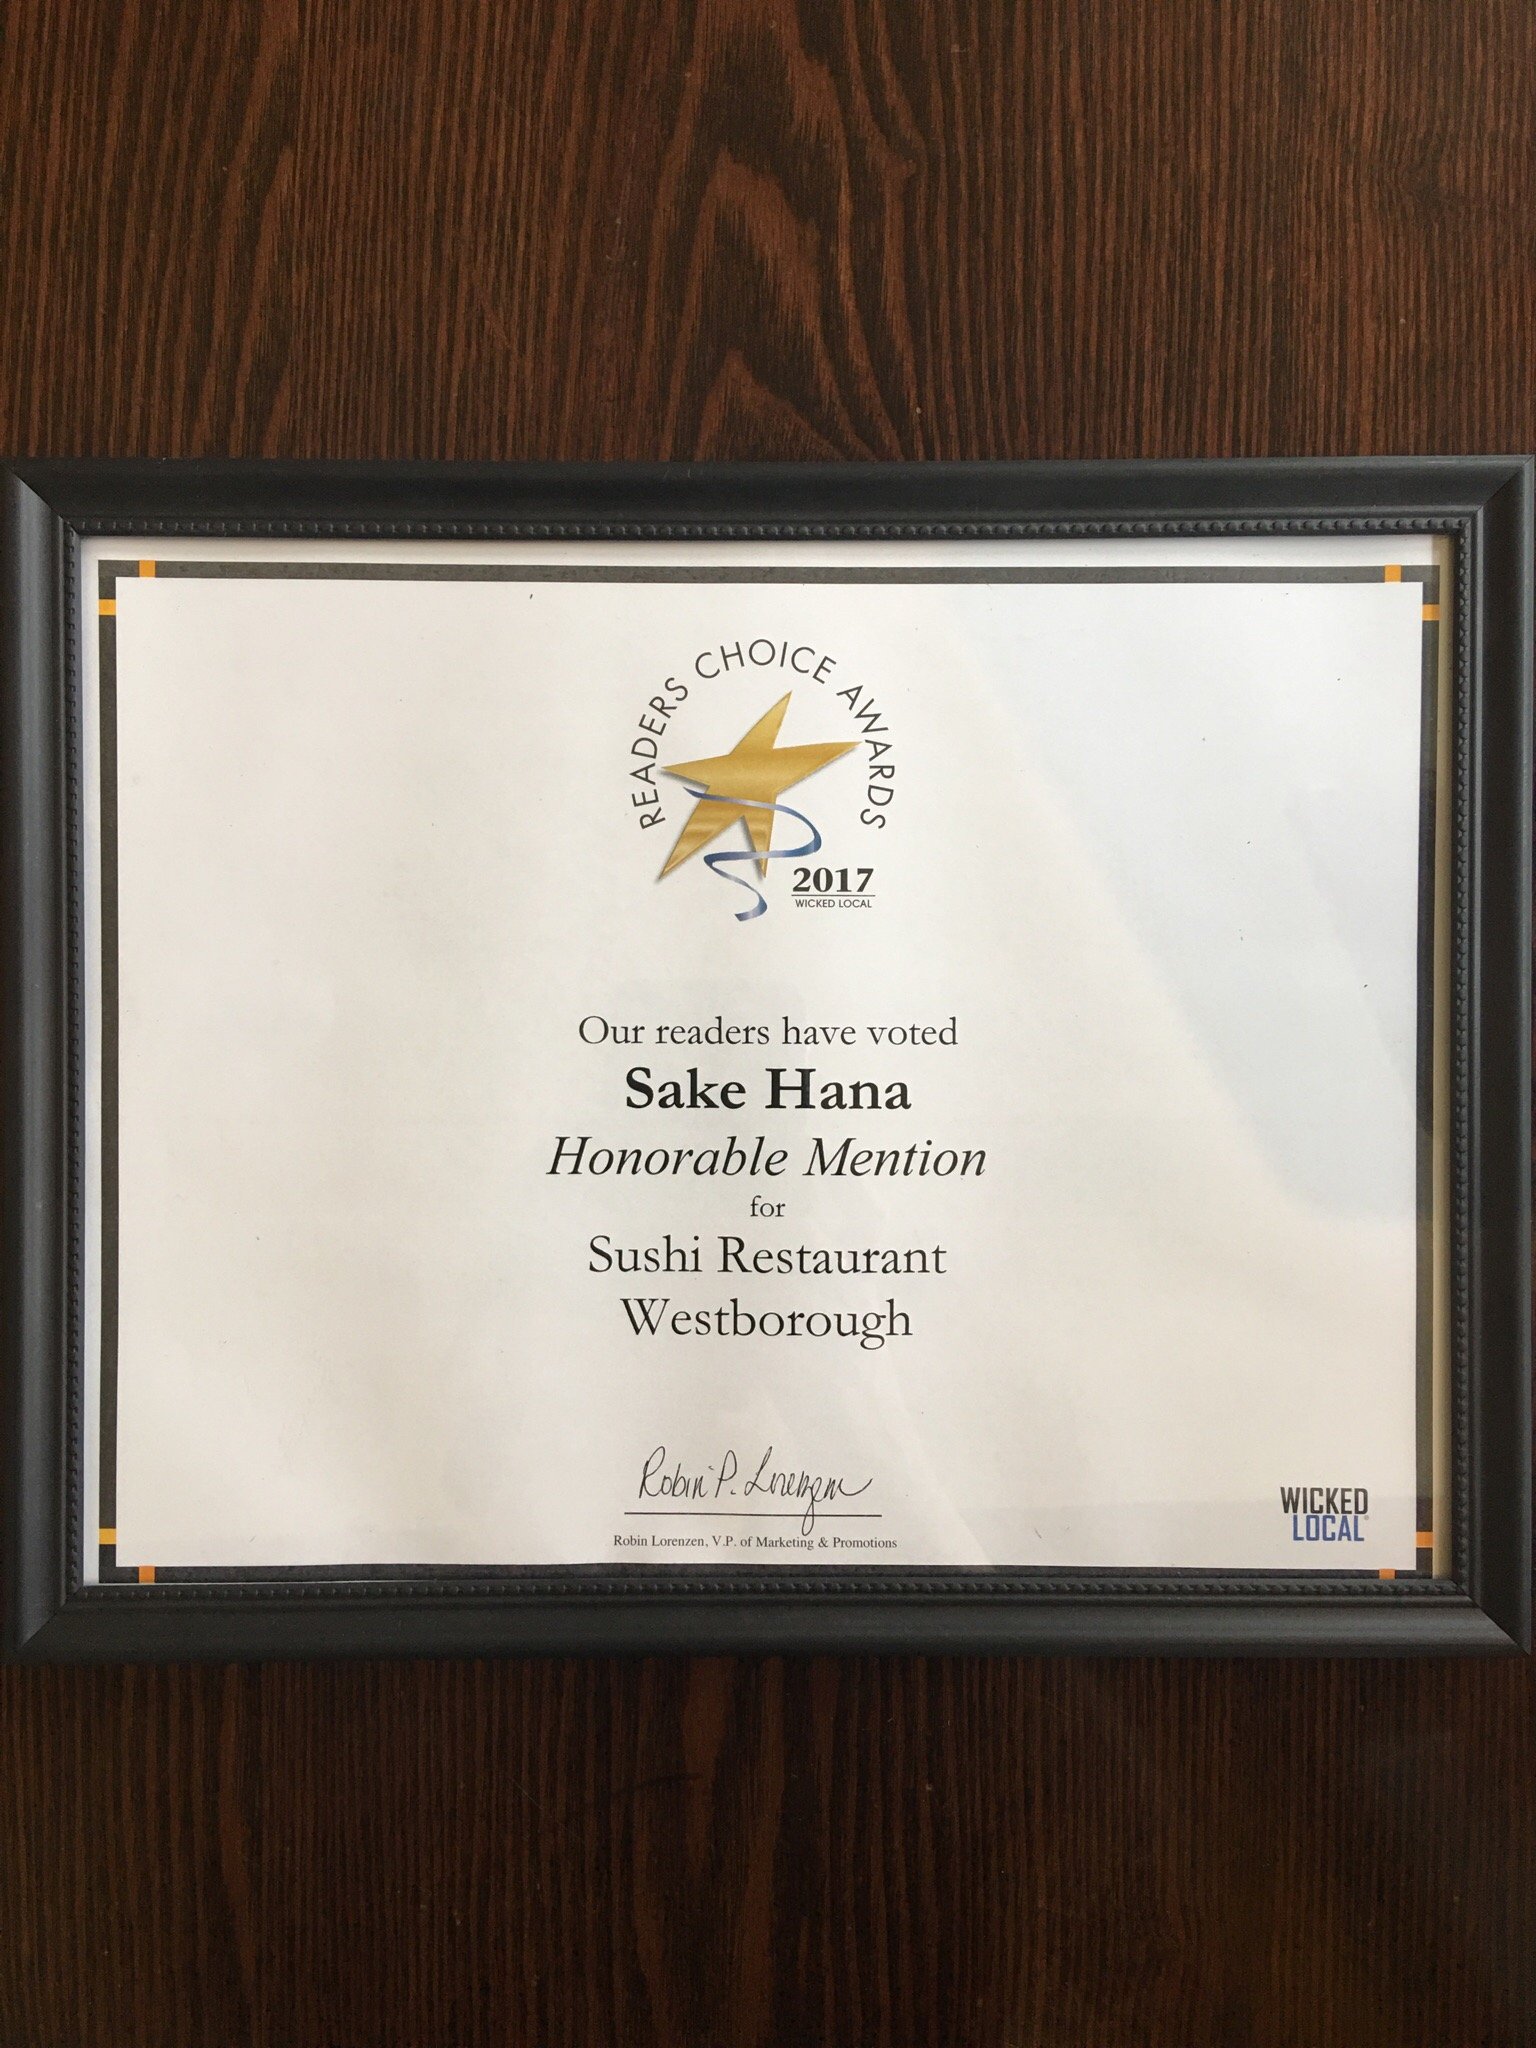 READERS CHOICE AWARDS
2017
WICKED LOCAL
Our readers have voted
Sake Hana
Honorable Mention
for
Sushi Restaurant
Westborough
Robin P. Lorenzen
Robin Lorenzen, V.P. of Marketing & Promotions
WICKED
LOCAL®